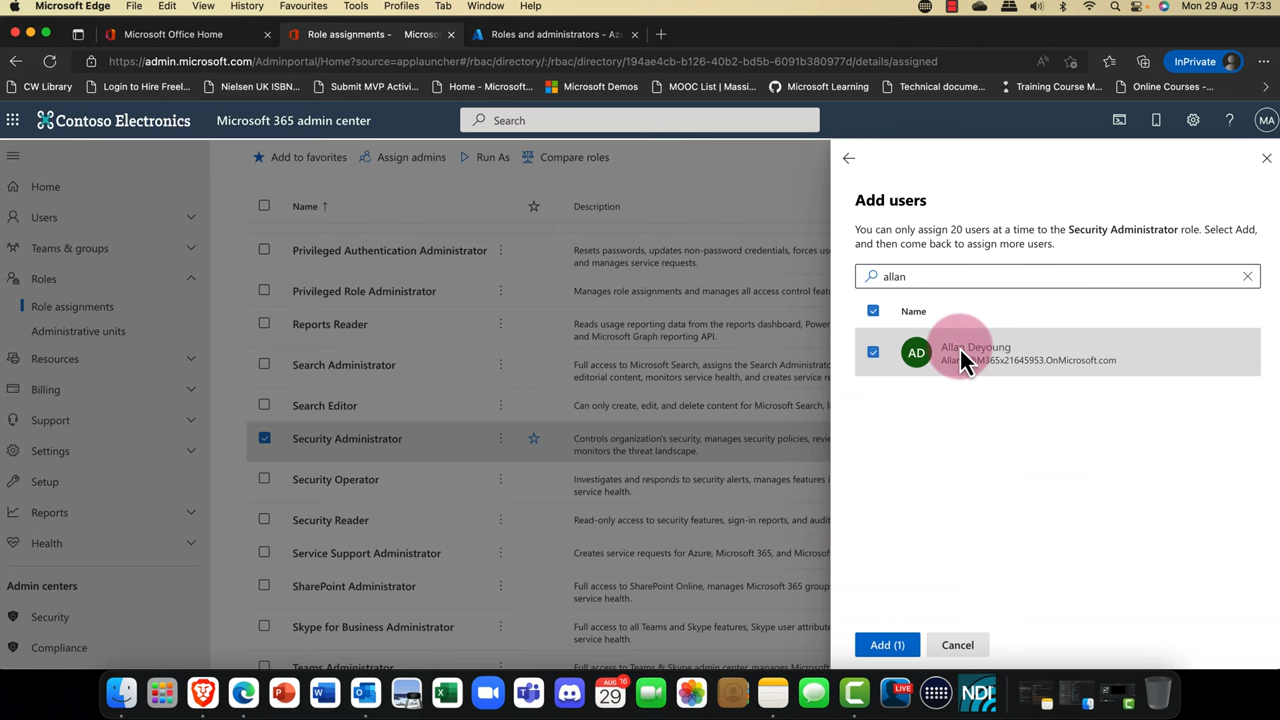 Microsoft Edge File Edit View History Favourites Tools Profiles Tab Window Help Mon 29 Aug 17:33
Microsoft Office Home
Role assignments - Microso
Roles and administrators - Azu
https://admin.microsoft.com/Adminportal/Home?source=applauncher#/rbac/directory/:/rbac/directory/194ae4cb-b126-40b2-bd5b-6091b380977d/details/assigned
InPrivate
CW Library
Login to Hire Freel...
Nielsen UK ISBN...
Submit MVP Activi...
Home - Microsoft...
Microsoft Demos
MOOC List | Massi...
Microsoft Learning
Technical docume...
Training Course M...
Online Courses -...
Contoso Electronics
Microsoft 365 admin center
Search
MA
Home
Users
Teams & groups
Roles
Role assignments
Administrative units
Resources
Billing
Support
Settings
Setup
Reports
Health
Admin centers
Security
Compliance
Add to favorites
Assign admins
Run As
Compare roles
Name ↑
Description
Privileged Authentication Administrator
Resets passwords, updates non-password credentials, forces us
and manages service requests.
Privileged Role Administrator
Manages role assignments and manages all access control featur
Reports Reader
Reads usage reporting data from the reports dashboard, Power
and Microsoft Graph reporting API.
Search Administrator
Full access to Microsoft Search, assigns the Search Administrat
editorial content, monitors service health, and creates service re
Search Editor
Can only create, edit, and delete content for Microsoft Search, li
Security Administrator
Controls organization's security, manages security policies, revie
monitors the threat landscape.
Security Operator
Investigates and responds to security alerts, manages features i
service health.
Security Reader
Read-only access to security features, sign-in reports, and audit
Service Support Administrator
Creates service requests for Azure, Microsoft 365, and Microsof
SharePoint Administrator
Full access to SharePoint Online, manages Microsoft 365 groups
service health.
Skype for Business Administrator
Full access to all Teams and Skype features, Skype user attribute
service health.
Teams Administrator
Add users
You can only assign 20 users at a time to the Security Administrator role. Select Add,
and then come back to assign more users.
allan
Name
AD
Allan Deyoung
OnMicrosoft.com
Add (1)
Cancel
AUG
16
29
LIVE
NDI